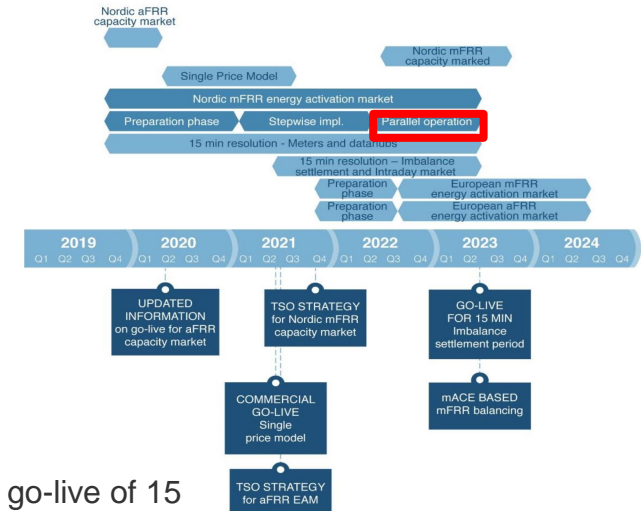 Nordic aFRR
capacity market
Nordic mFRR
capacity marked
Single Price Model
Nordic mFRR energy activation market
Preparation phase
Stepwise impl.
Parallel operation
15 min resolution - Meters and datahubs
15 min resolution – Imbalance
settlement and Intraday market
Preparation
phase
European mFRR
energy activation market
Preparation
phase
European aFRR
energy activation market
2019 2020 2021 2022 2023 2024
Q1 Q2 Q3 Q4 Q1 Q2 Q3 Q4 Q1 Q2 Q3 Q4 Q1 Q2 Q3 Q4 Q1 Q2 Q3 Q4 Q1 Q2 Q3 Q4
UPDATED
INFORMATION
on go-live for aFRR
capacity market
TSO STRATEGY
for Nordic mFRR
capacity market
GO-LIVE
FOR 15 MIN
Imbalance
settlement period
COMMERCIAL
GO-LIVE
Single
price model
mACE BASED
mFRR balancing
TSO STRATEGY
for aFRR EAM
go-live of 15